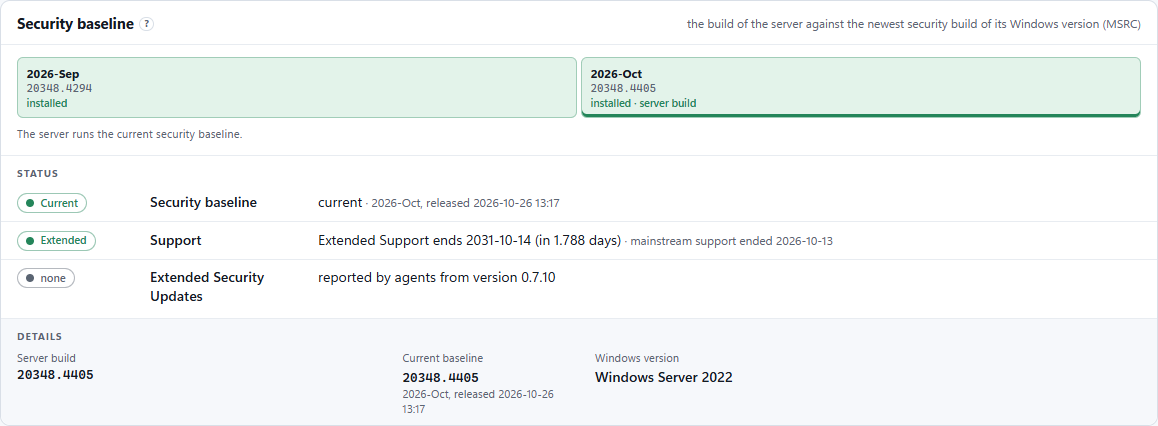 Security baseline ?
the build of the server against the newest security build of its Windows version (MSRC)
2026-Sep
20348.4294
installed
2026-Oct
20348.4405
installed · server build
The server runs the current security baseline.
STATUS
Current
Security baseline
current · 2026-Oct, released 2026-10-26 13:17
Extended
Support
Extended Support ends 2031-10-14 (in 1.788 days) · mainstream support ended 2026-10-13
none
Extended Security
Updates
reported by agents from version 0.7.10
DETAILS
Server build
20348.4405
Current baseline
20348.4405
2026-Oct, released 2026-10-26
13:17
Windows version
Windows Server 2022